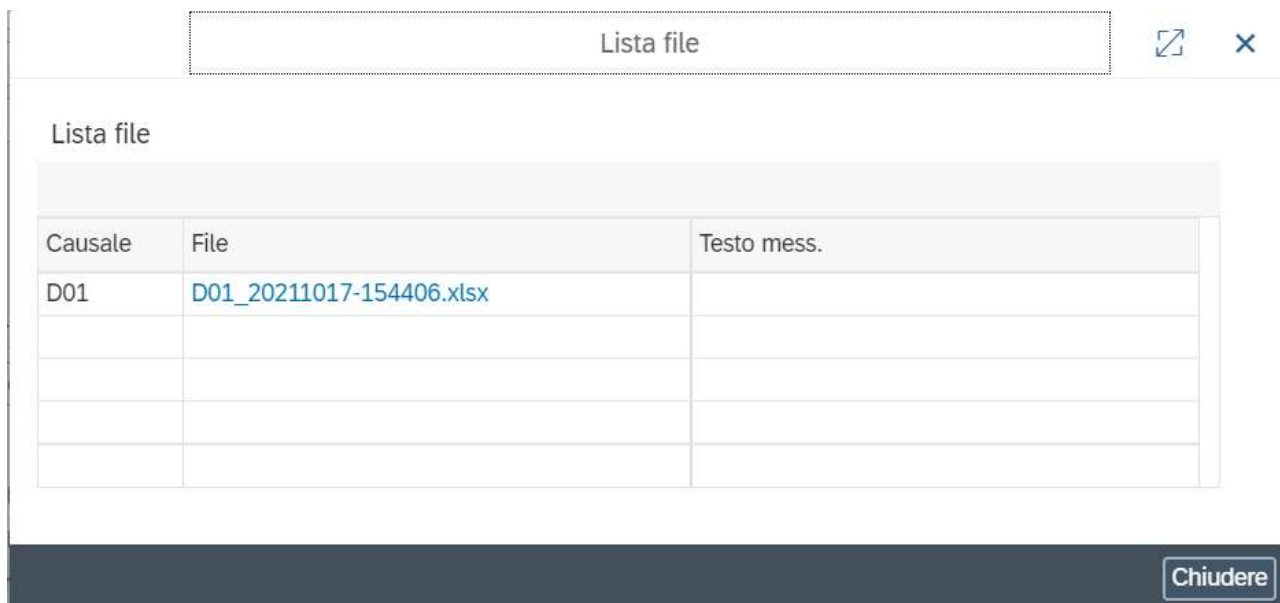 Lista file
Lista file
Causale File Testo mess.
D01 D01_20211017-154406.xlsx
Chiudere